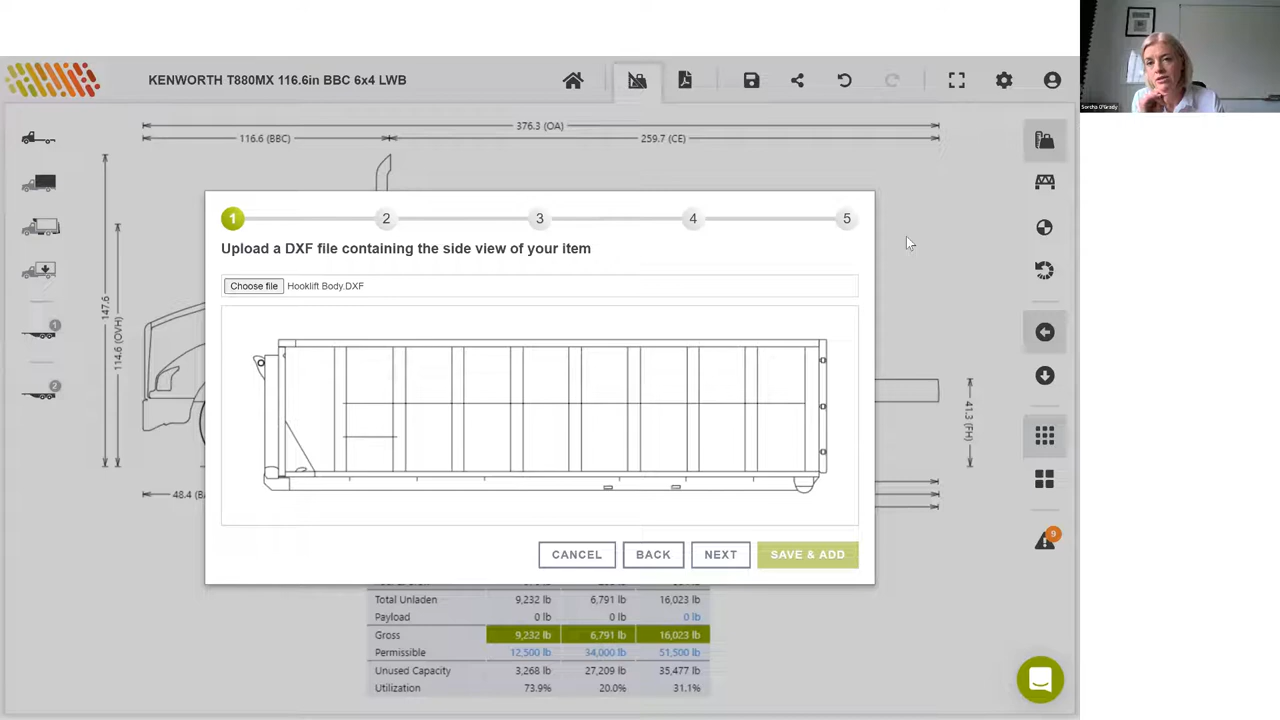 KENWORTH T880MX 116.6in BBC 6x4 LWB
376.3 (OA)
116.6 (BBC)
259.7 (CE)
147.6
114.6 (OVH)
1 2 3 4 5
Upload a DXF file containing the side view of your item
Choose file Hooklift Body.DXF
41.3 (FH)
48.4 (B
1
2
9
CANCEL BACK NEXT SAVE & ADD
Total Unladen 9,232 lb 6,791 lb 16,023 lb
Payload 0 lb 0 lb 0 lb
Gross 9,232 lb 6,791 lb 16,023 lb
Permissible 12,500 lb 34,000 lb 51,500 lb
Unused Capacity 3,268 lb 27,209 lb 35,477 lb
Utilization 73.9% 20.0% 31.1%
Sorcha O'Grady